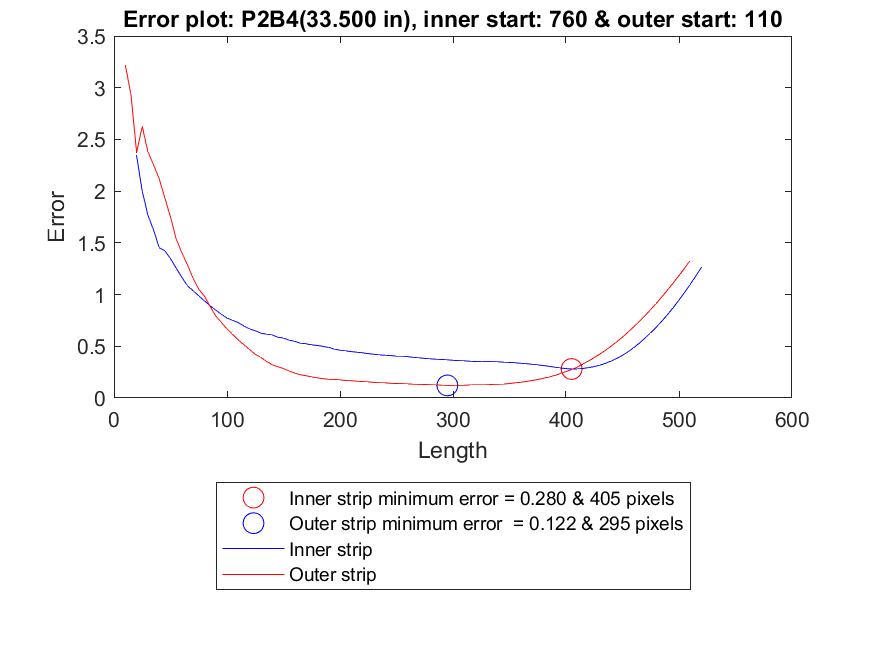 Error plot: P2B4(33.500 in), inner start: 760 & outer start: 110
3.5
3
2.5
2
1.5
1
0.5
0
Error
0 100 200 300 400 500 600
Length
Inner strip minimum error = 0.280 & 405 pixels
Outer strip minimum error  = 0.122 & 295 pixels
Inner strip
Outer strip